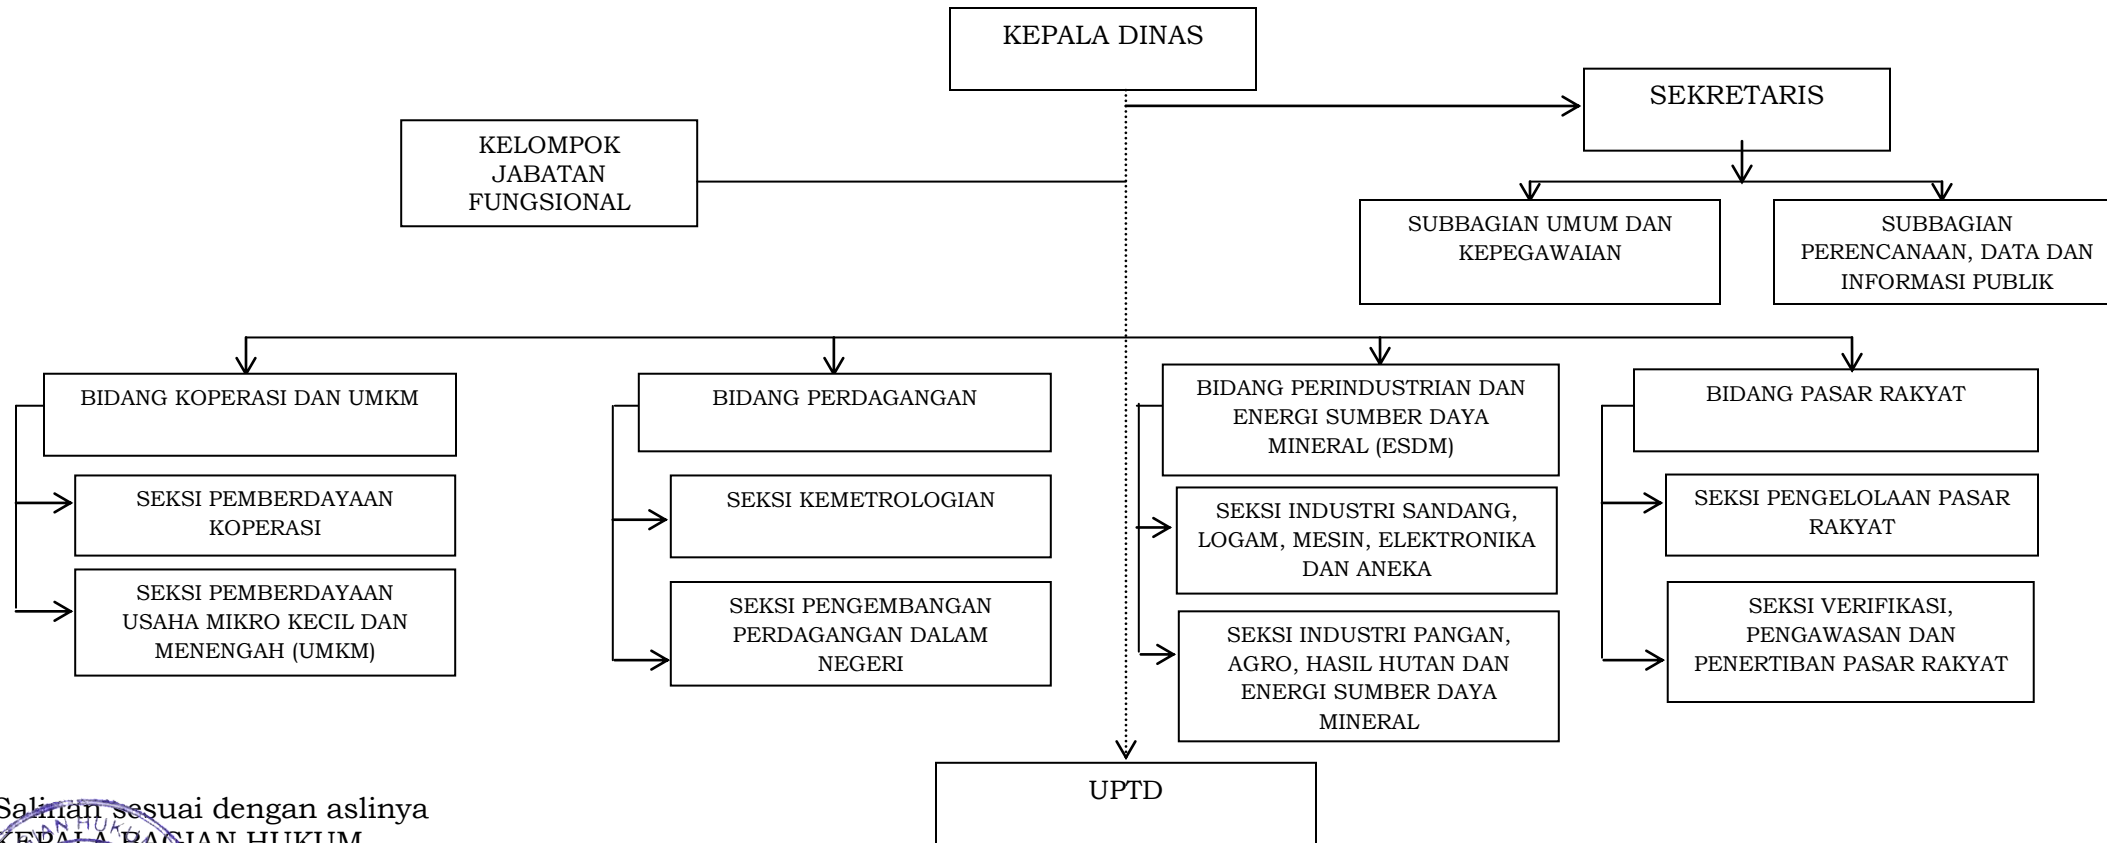 KEPALA DINAS
SEKRETARIS
KELOMPOK
JABATAN
FUNGSIONAL
SUBBAGIAN UMUM DAN
KEPEGAWAIAN
SUBBAGIAN
PERENCANAAN, DATA DAN
INFORMASI PUBLIK
BIDANG KOPERASI DAN UMKM
SEKSI PEMBERDAYAAN
KOPERASI
SEKSI PEMBERDAYAAN
USAHA MIKRO KECIL DAN
MENENGAH (UMKM)
BIDANG PERDAGANGAN
SEKSI KEMETROLOGIAN
SEKSI PENGEMBANGAN
PERDAGANGAN DALAM
NEGERI
BIDANG PERINDUSTRIAN DAN
ENERGI SUMBER DAYA
MINERAL (ESDM)
SEKSI INDUSTRI SANDANG,
LOGAM, MESIN, ELEKTRONIKA
DAN ANEKA
SEKSI INDUSTRI PANGAN,
AGRO, HASIL HUTAN DAN
ENERGI SUMBER DAYA
MINERAL
BIDANG PASAR RAKYAT
SEKSI PENGELOLAAN PASAR
RAKYAT
SEKSI VERIFIKASI,
PENGAWASAN DAN
PENERTIBAN PASAR RAKYAT
UPTD
Salinan sesuai dengan aslinya
KEPALA BAGIAN HUKUM